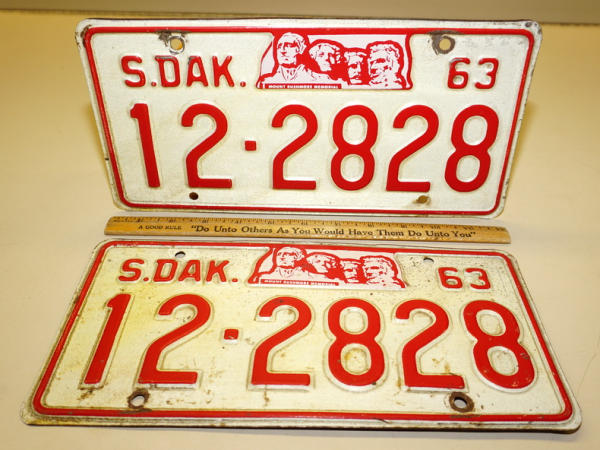 S.DAK. 63
MOUNT RUSHMORE MEMORIAL
12-2828
A GOOD RULE "Do Unto Others As You Would Have Them Do Unto You"
S.DAK. 63
MOUNT RUSHMORE MEMORIAL
12-2828